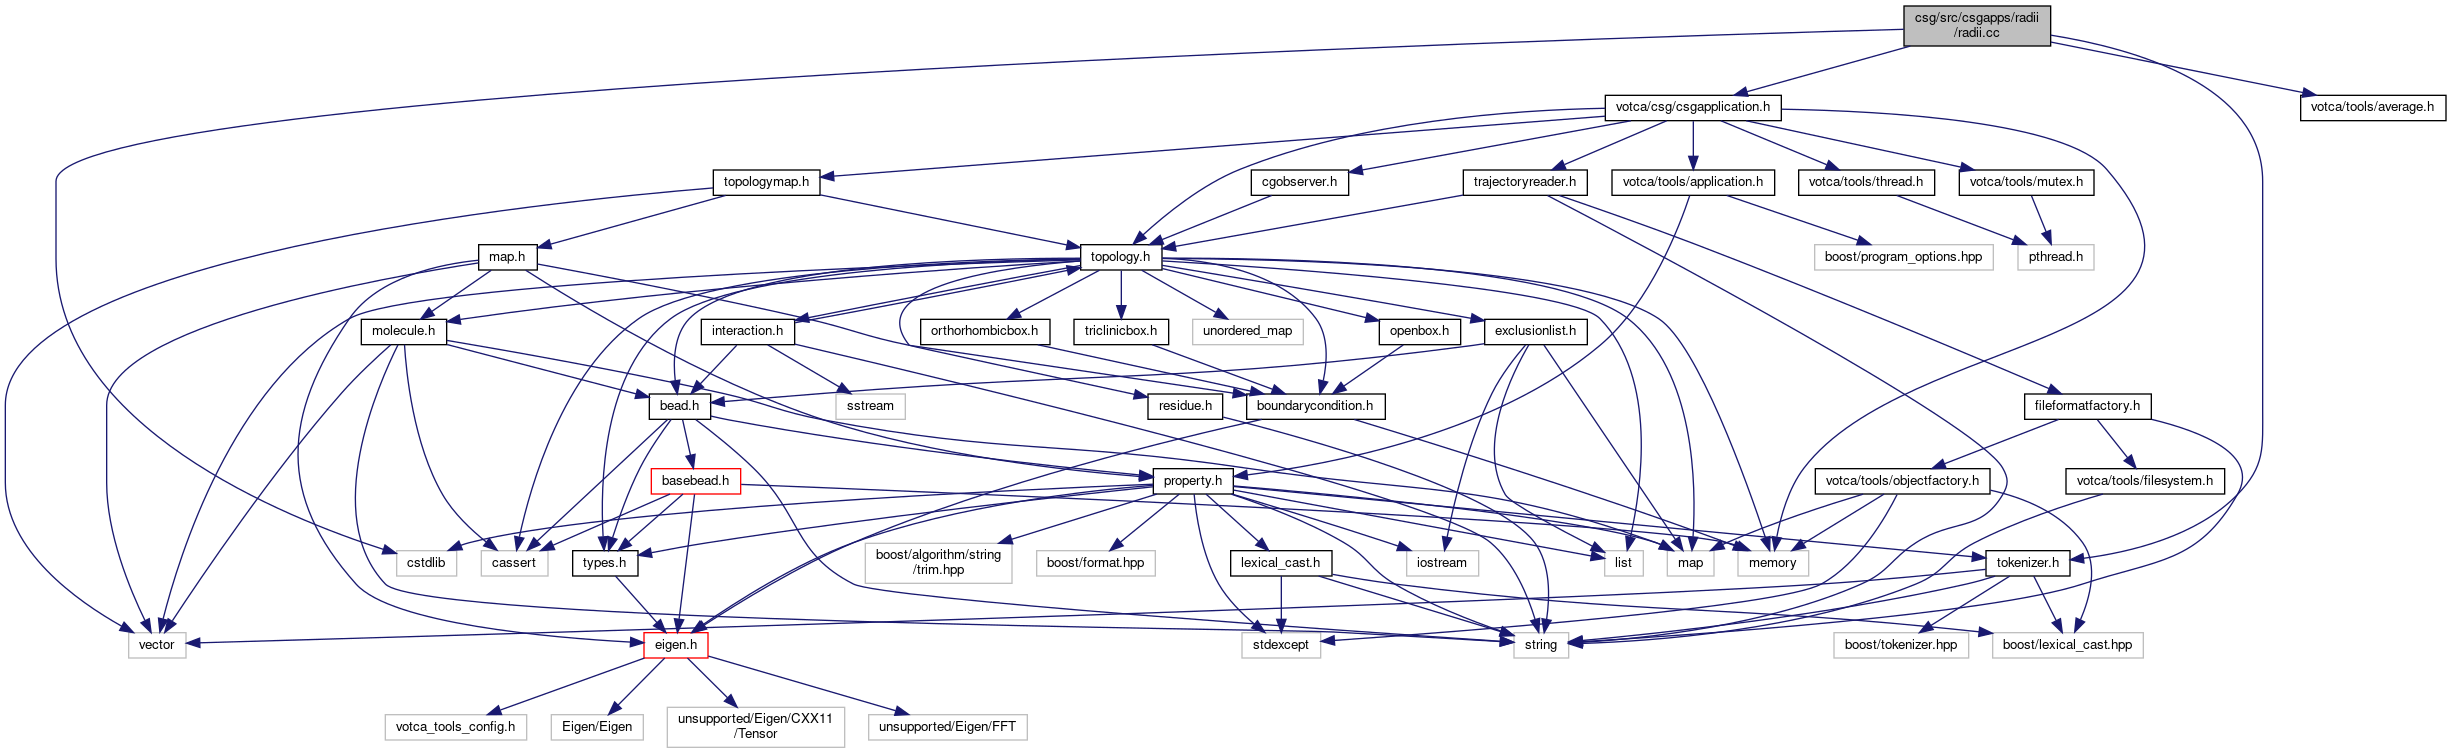 csg/src/csgapps/radii
/radii.cc
votca/csg/csgapplication.h
votca/tools/average.h
topologymap.h
cgobserver.h
trajectoryreader.h
votca/tools/application.h
votca/tools/thread.h
votca/tools/mutex.h
map.h
topology.h
boost/program_options.hpp
pthread.h
molecule.h
interaction.h
orthorhombicbox.h
triclinicbox.h
unordered_map
openbox.h
exclusionlist.h
bead.h
sstream
residue.h
boundarycondition.h
fileformatfactory.h
basebead.h
property.h
votca/tools/objectfactory.h
votca/tools/filesystem.h
cstdlib
cassert
types.h
boost/algorithm/string
/trim.hpp
boost/format.hpp
lexical_cast.h
iostream
list
map
memory
tokenizer.h
vector
eigen.h
stdexcept
string
boost/tokenizer.hpp
boost/lexical_cast.hpp
votca_tools_config.h
Eigen/Eigen
unsupported/Eigen/CXX11
/Tensor
unsupported/Eigen/FFT